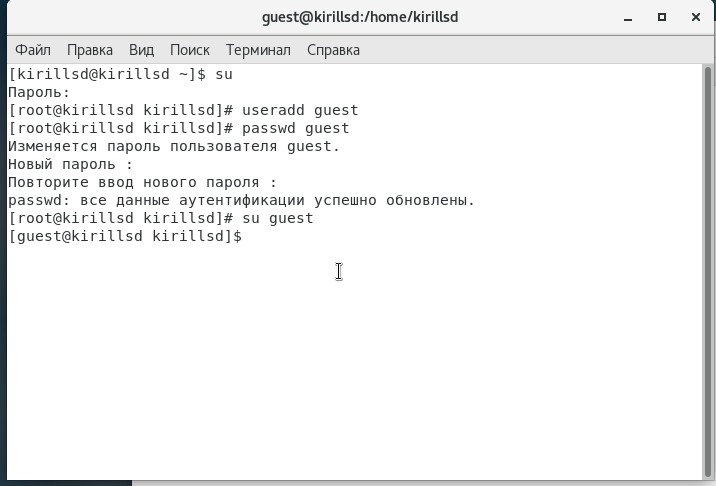 guest@kirillsd:/home/kirillsd
Файл Правка Вид Поиск Терминал Справка
[kirillsd@kirillsd ~]$ su
Пароль:
[root@kirillsd kirillsd]# useradd guest
[root@kirillsd kirillsd]# passwd guest
Изменяется пароль пользователя guest.
Новый пароль :
Повторите ввод нового пароля :
passwd: все данные аутентификации успешно обновлены.
[root@kirillsd kirillsd]# su guest
[guest@kirillsd kirillsd]$